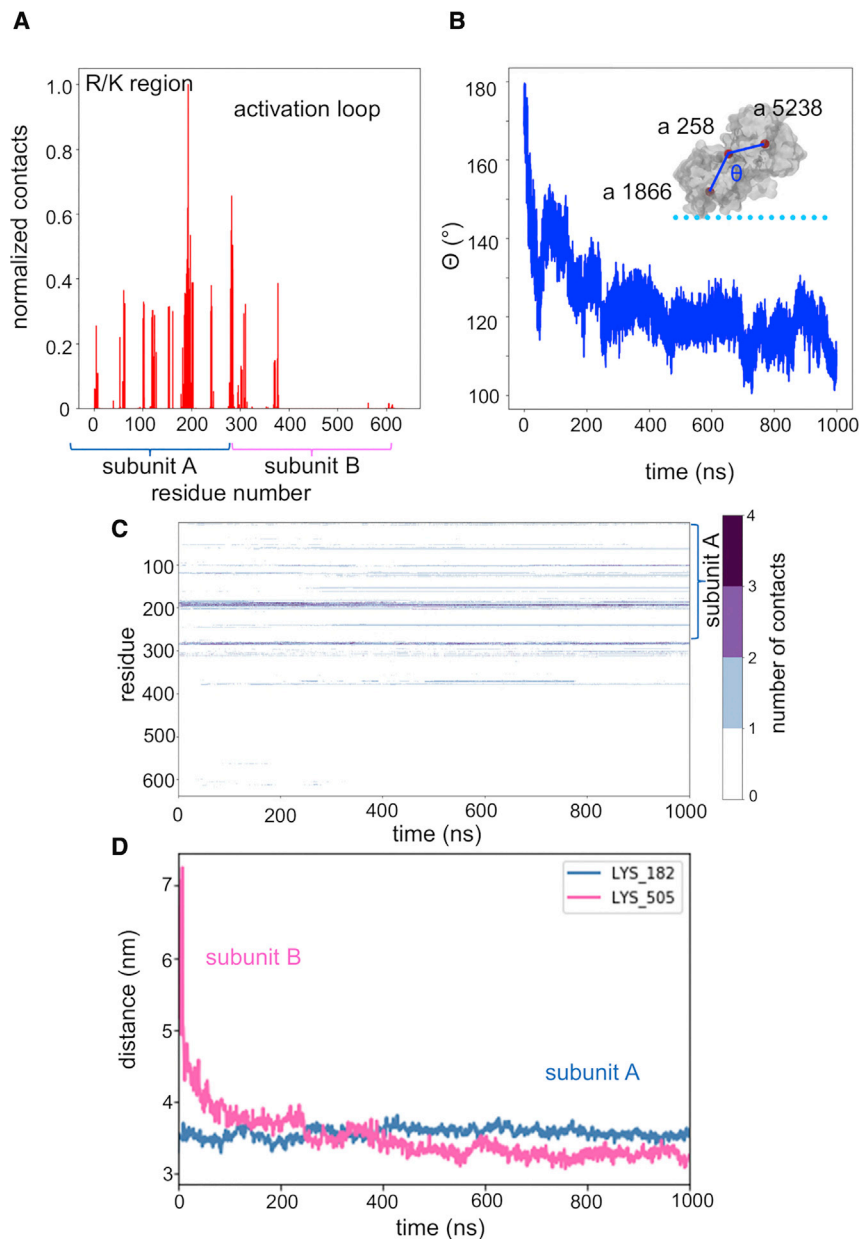 A
R/K region
activation loop
normalized contacts
1.0
0.8
0.6
0.4
0.2
0
0 100 200 300 400 500 600
subunit A subunit B
residue number
B
180
160
140
120
100
Θ (°)
a 5238
a 258
θ
a 1866
0 200 400 600 800 1000
time (ns)
C
residue
100
200
300
400
500
600
0 200 400 600 800 1000
time (ns)
subunit A
4
3
2
1
0
number of contacts
D
distance (nm)
7
6
5
4
3
LYS_182
LYS_505
subunit B
subunit A
0 200 400 600 800 1000
time (ns)